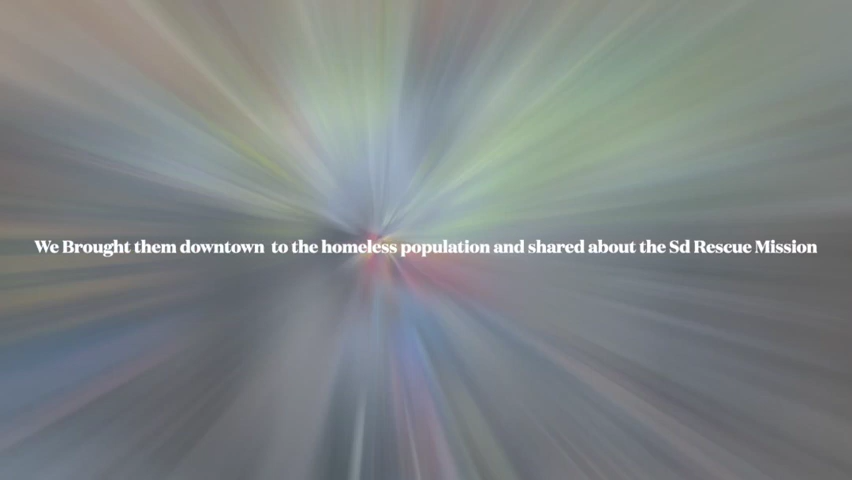 We Brought them downtown  to the homeless population and shared about the Sd Rescue Mission